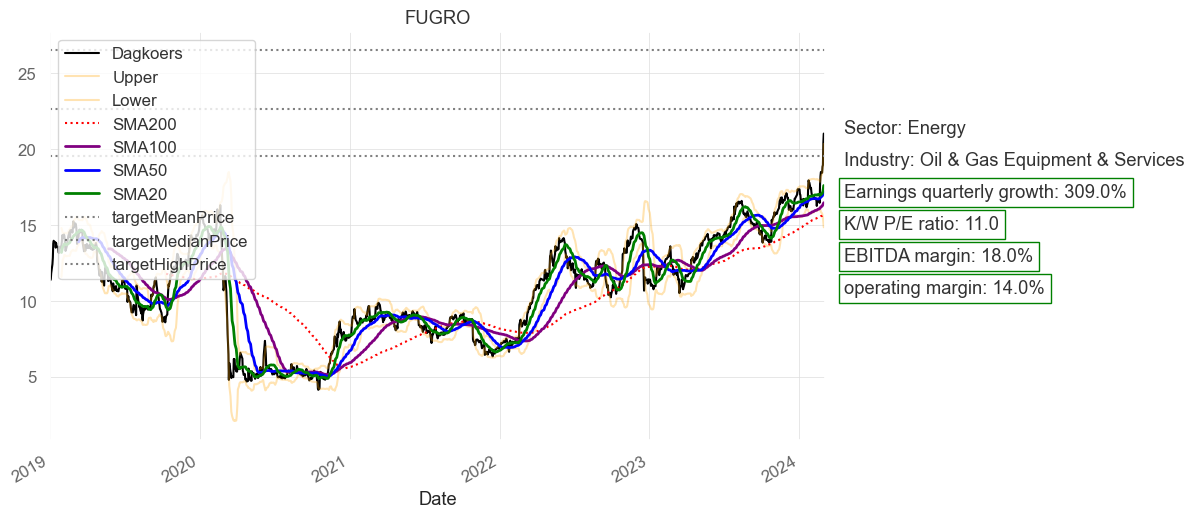 FUGRO
Dagkoers
Upper
Lower
SMA200
SMA100
SMA50
SMA20
targetMeanPrice
targetMedianPrice
targetHighPrice
25
20
15
10
5
2019
2020
2021
2022
2023
2024
Date
Sector: Energy
Industry: Oil & Gas Equipment & Services
Earnings quarterly growth: 309.0%
K/W P/E ratio: 11.0
EBITDA margin: 18.0%
operating margin: 14.0%